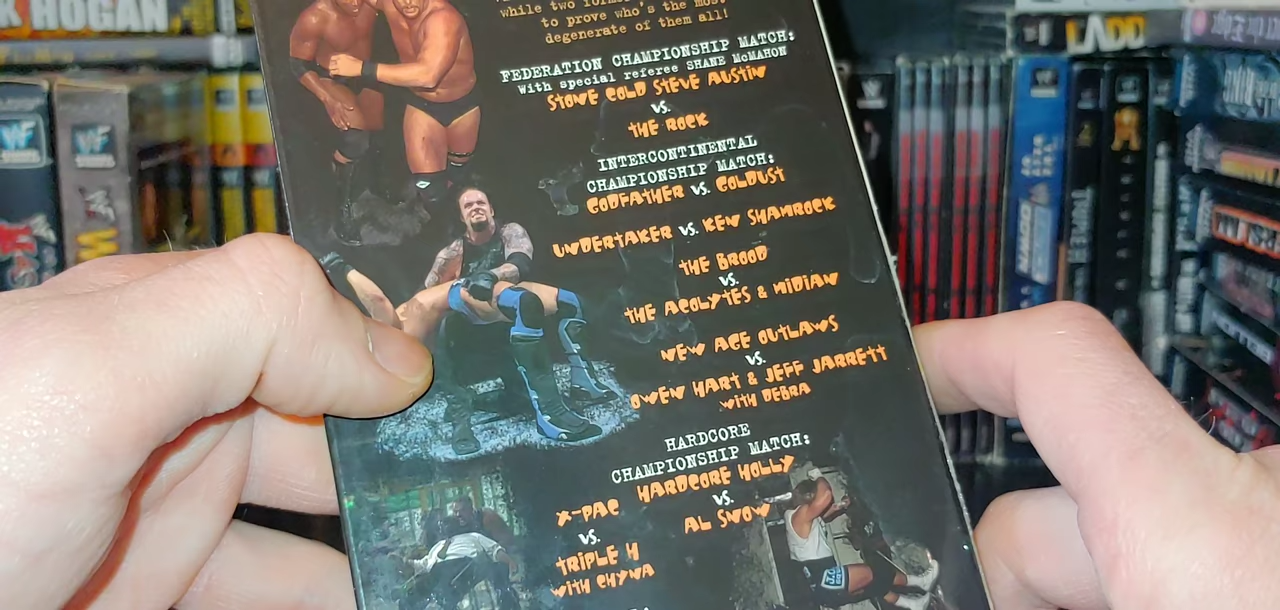 K HOGAN
while two former
to prove who's the most
degenerate of them all!
FEDERATION CHAMPIONSHIP MATCH:
with special referee SHANE McMAHON
STONE COLD STEVE AUSTIN
VS.
THE ROCK
INTERCONTINENTAL
CHAMPIONSHIP MATCH:
GODFATHER VS. GOLDUST
UNDERTAKER VS. KEN SHAMROCK
THE BROOD
VS.
THE ACOLYTES & MIDIAN
NEW AGE OUTLAWS
VS.
OWEN HART & JEFF JARRETT
WITH DEBRA
HARDCORE
CHAMPIONSHIP MATCH:
HARDCORE HOLLY
VS.
AL SNOW
X-PAC
VS.
TRIPLE H
WITH CHYNA
LADD